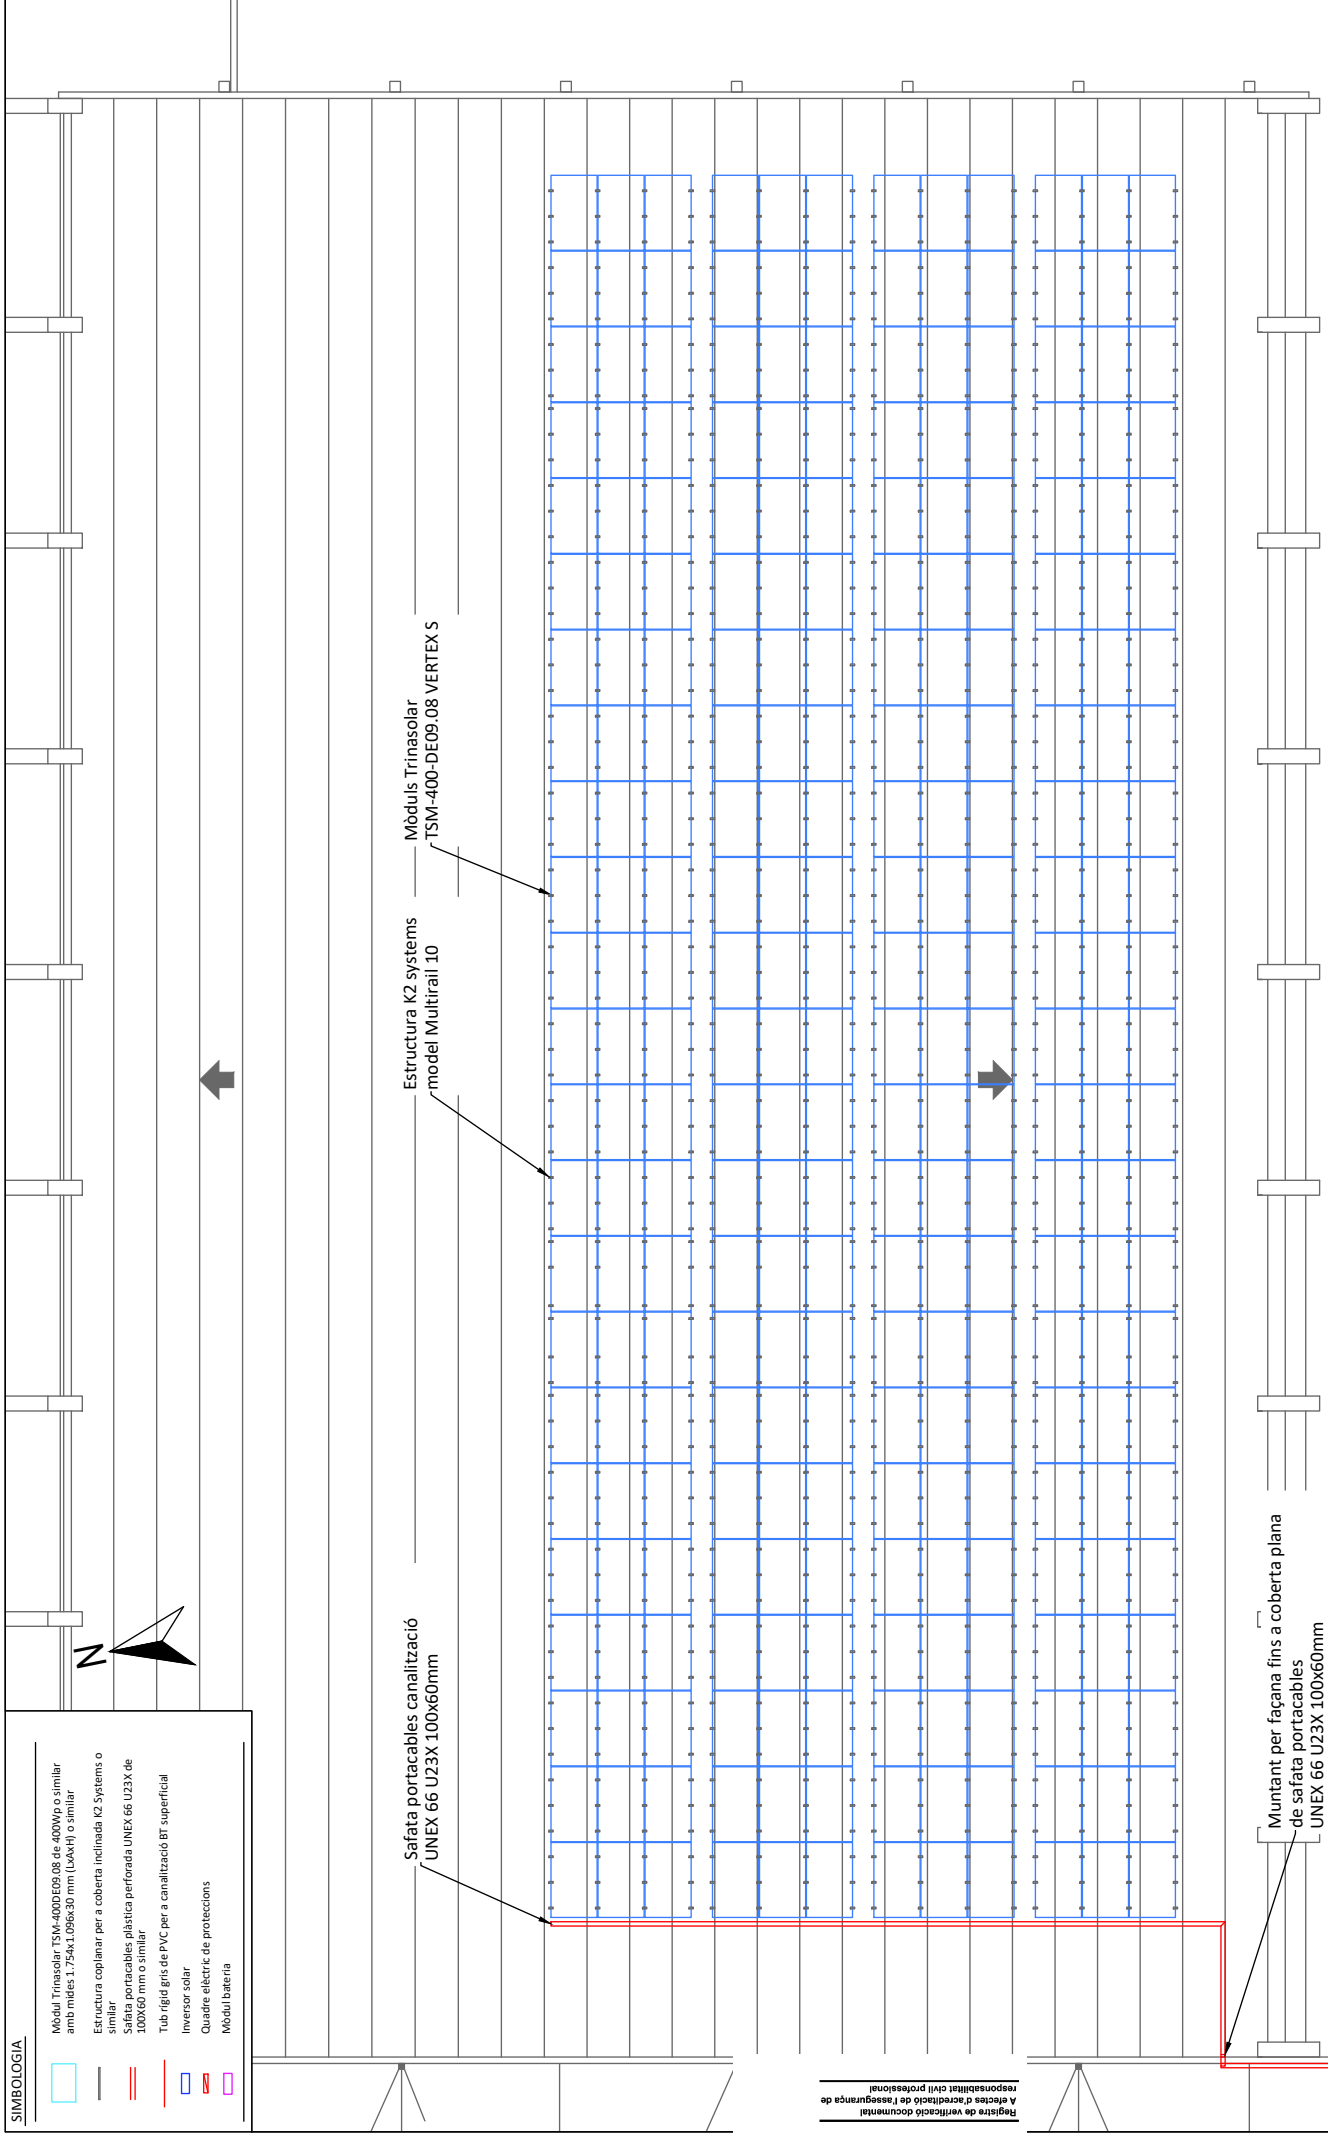 SIMBOLOGIA
Mòdul Trinasolar TSM-400DE09.08 de 400Wp o similar
amb mides 1.754x1.096x30 mm (LxAxH) o similar
Estructura coplanar per a coberta inclinada K2 Systems o
similar
Safata portacables plàstica perforada UNEX 66 U23X de
100X60 mm o similar
Tub rígid gris de PVC per a canalització BT superficial
Inversor solar
Quadre elèctric de proteccions
Mòdul bateria
N
Safata portacables canalització
UNEX 66 U23X 100x60mm
Estructura K2 systems
model Multirail 10
Mòduls Trinasolar
TSM-400-DE09.08 VERTEX S
Muntant per façana fins a coberta plana
de safata portacables
UNEX 66 U23X 100x60mm
Registre de verificació documental
A efectes d'acreditació de l'assegurança de
responsabilitat civil professional